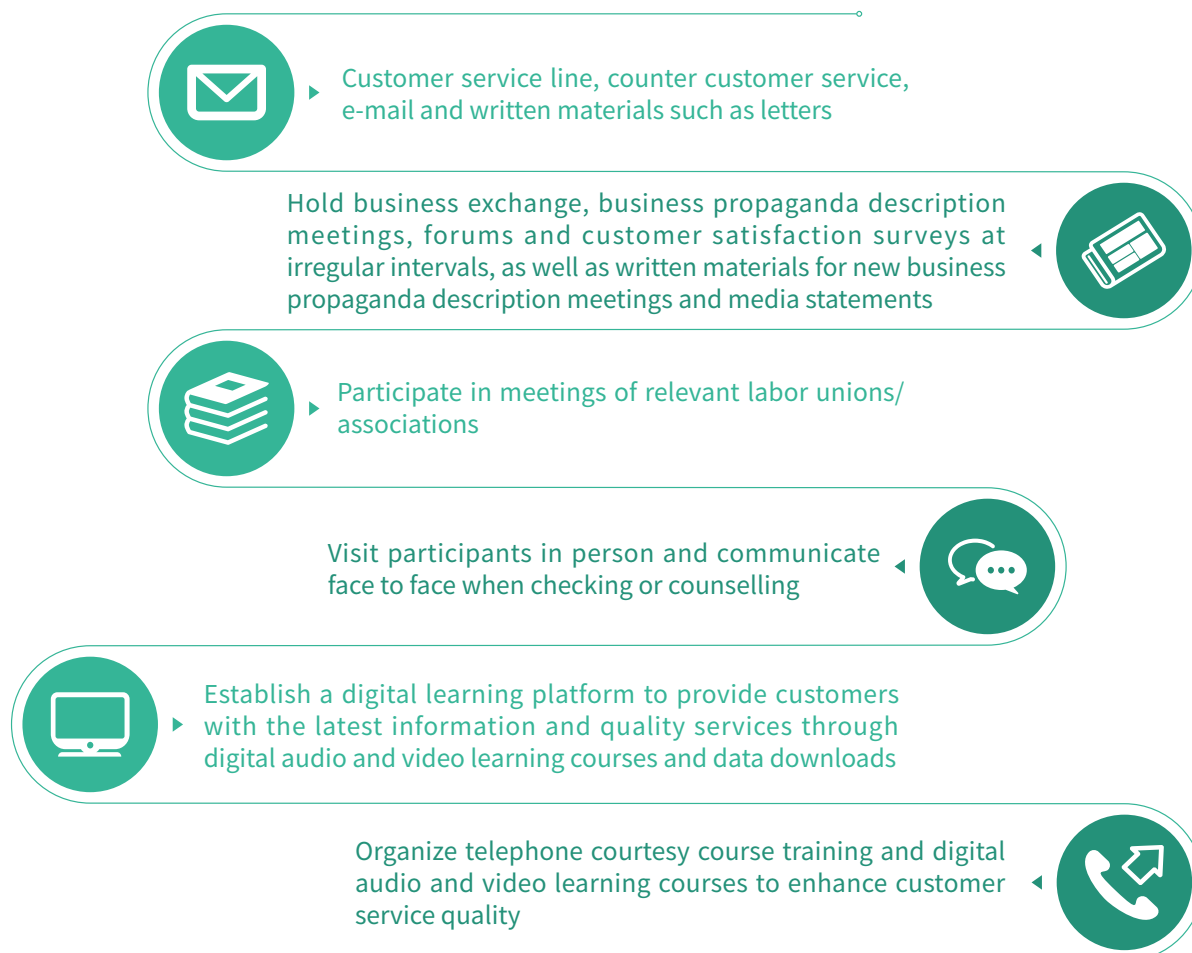 Customer service line, counter customer service,
e-mail and written materials such as letters
Hold business exchange, business propaganda description
meetings, forums and customer satisfaction surveys at
irregular intervals, as well as written materials for new business
propaganda description meetings and media statements
Participate in meetings of relevant labor unions/
associations
Visit participants in person and communicate
face to face when checking or counselling
Establish a digital learning platform to provide customers
with the latest information and quality services through
digital audio and video learning courses and data downloads
Organize telephone courtesy course training and digital
audio and video learning courses to enhance customer
service quality